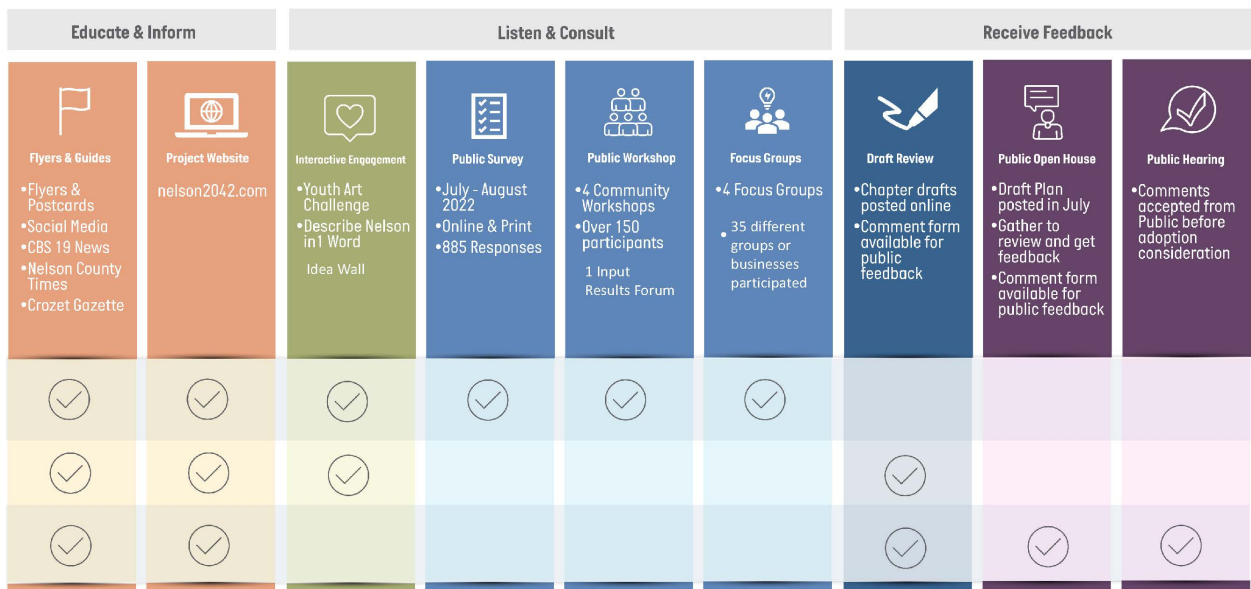 Educate & Inform
Listen & Consult
Receive Feedback
Flyers & Guides
•Flyers &
Postcards
•Social Media
•CBS 19 News
•Nelson County
Times
•Crozet Gazette
Project Website
nelson2042.com
Interactive Engagement
•Youth Art
Challenge
•Describe Nelson
in1 Word
Idea Wall
Public Survey
•July - August
2022
•Online & Print
•885 Responses
Public Workshop
•4 Community
Workshops
•Over 150
participants
1 Input
Results Forum
Focus Groups
•4 Focus Groups
• 35 different
groups or
businesses
participated
Draft Review
•Chapter drafts
posted online
•Comment form
available for
public
feedback
Public Open House
•Draft Plan
posted in July
•Gather to
review and get
feedback
•Comment form
available for
public feedback
Public Hearing
•Comments
accepted from
Public before
adoption
consideration